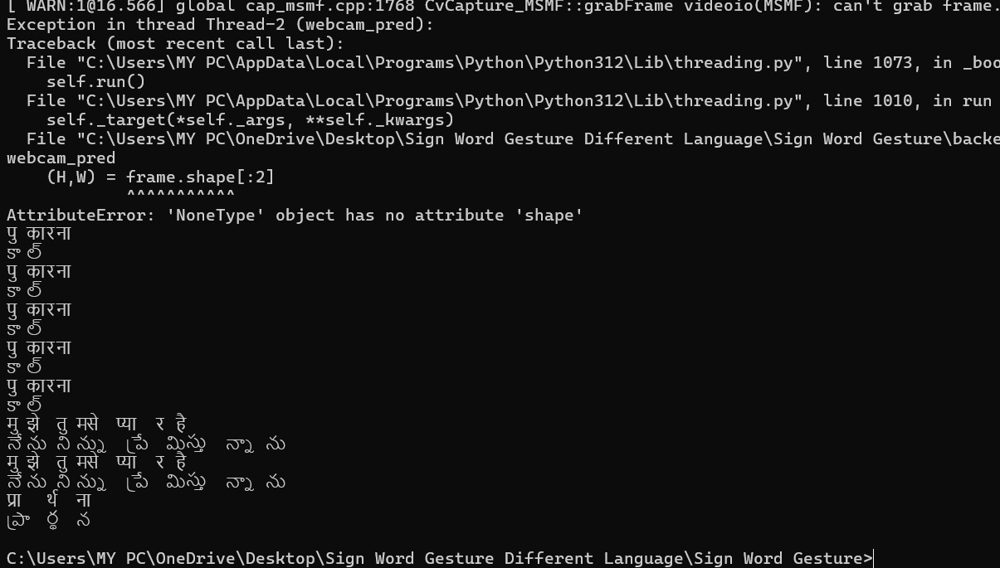 [ WARN:1@16.566] global cap_msmf.cpp:1768 CvCapture_MSMF::grabFrame videoio(MSMF): can't grab frame.
Exception in thread Thread-2 (webcam_pred):
Traceback (most recent call last):
  File "C:\Users\MY PC\AppData\Local\Programs\Python\Python312\Lib\threading.py", line 1073, in _boo
    self.run()
  File "C:\Users\MY PC\AppData\Local\Programs\Python\Python312\Lib\threading.py", line 1010, in run
    self._target(*self._args, **self._kwargs)
  File "C:\Users\MY PC\OneDrive\Desktop\Sign Word Gesture Different Language\Sign Word Gesture\backe
webcam_pred
    (H,W) = frame.shape[:2]
            ^^^^^^^^^^^
AttributeError: 'NoneType' object has no attribute 'shape'
पुकारना
కాల్
पुकारना
కాల్
पुकारना
కాల్
पुकारना
కాల్
पुकारना
కాల్
मुझे तुमसे प्यार है
నేను నిన్ను ప్రేమిస్తున్నాను
मुझे तुमसे प्यार है
నేను నిన్ను ప్రేమిస్తున్నాను
प्रार्थना
ప్రార్థన
C:\Users\MY PC\OneDrive\Desktop\Sign Word Gesture Different Language\Sign Word Gesture>